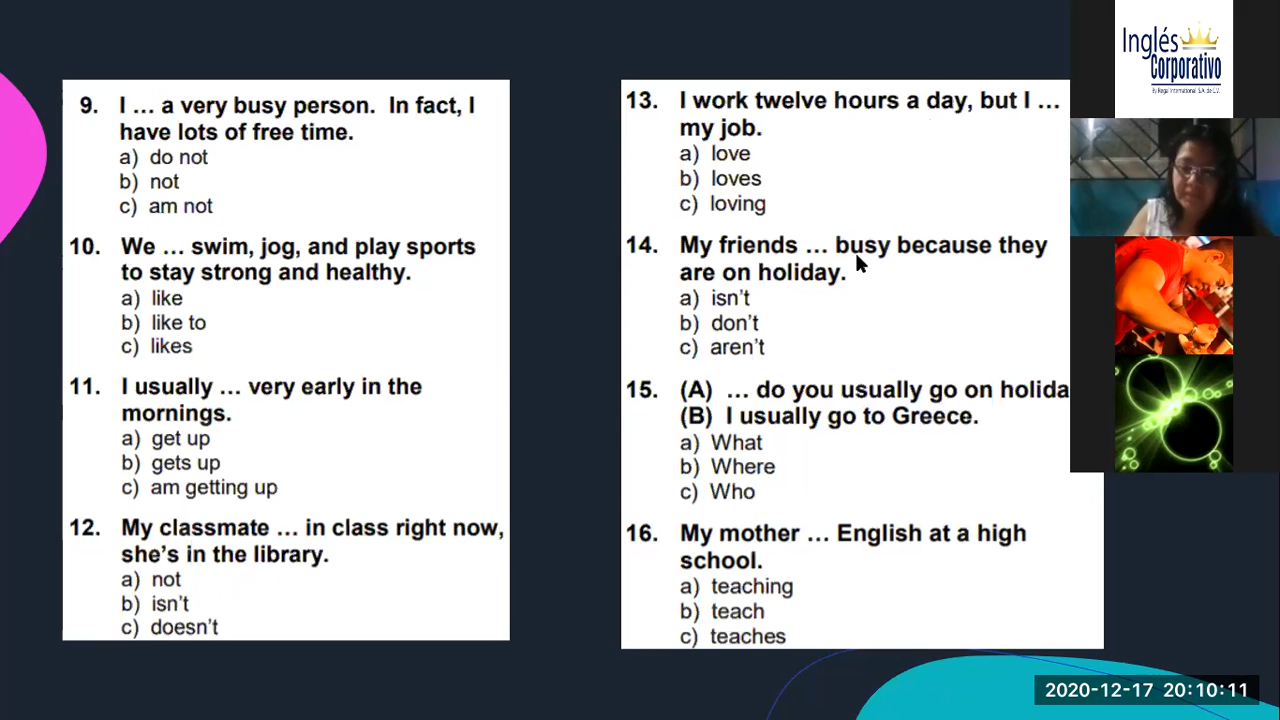 9. I ... a very busy person. In fact, I
have lots of free time.
a) do not
b) not
c) am not
10. We ... swim, jog, and play sports
to stay strong and healthy.
a) like
b) like to
c) likes
11. I usually ... very early in the
mornings.
a) get up
b) gets up
c) am getting up
12. My classmate ... in class right now,
she's in the library.
a) not
b) isn't
c) doesn't
13. I work twelve hours a day, but I ...
my job.
a) love
b) loves
c) loving
14. My friends ... busy because they
are on holiday.
a) isn't
b) don't
c) aren't
15. (A) ... do you usually go on holida
(B) I usually go to Greece.
a) What
b) Where
c) Who
16. My mother ... English at a high
school.
a) teaching
b) teach
c) teaches
Inglés
Corporativo
By Regal International S.A. de C.V.
2020-12-17 20:10:11